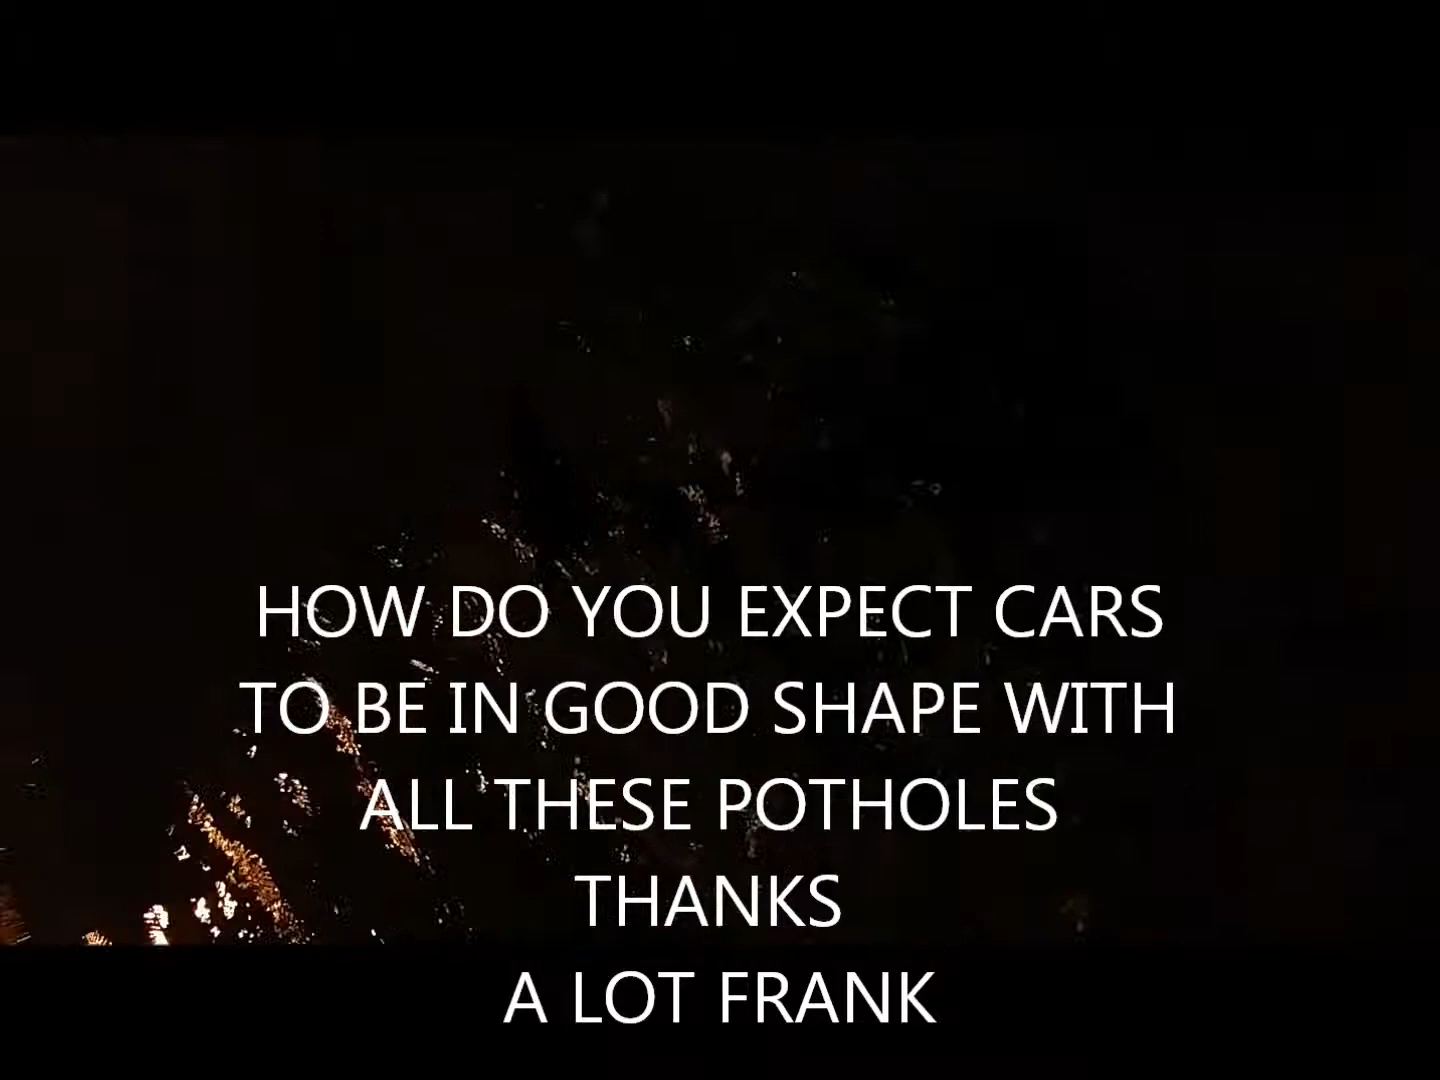 HOW DO YOU EXPECT CARS
TO BE IN GOOD SHAPE WITH
ALL THESE POTHOLES
THANKS
A LOT FRANK